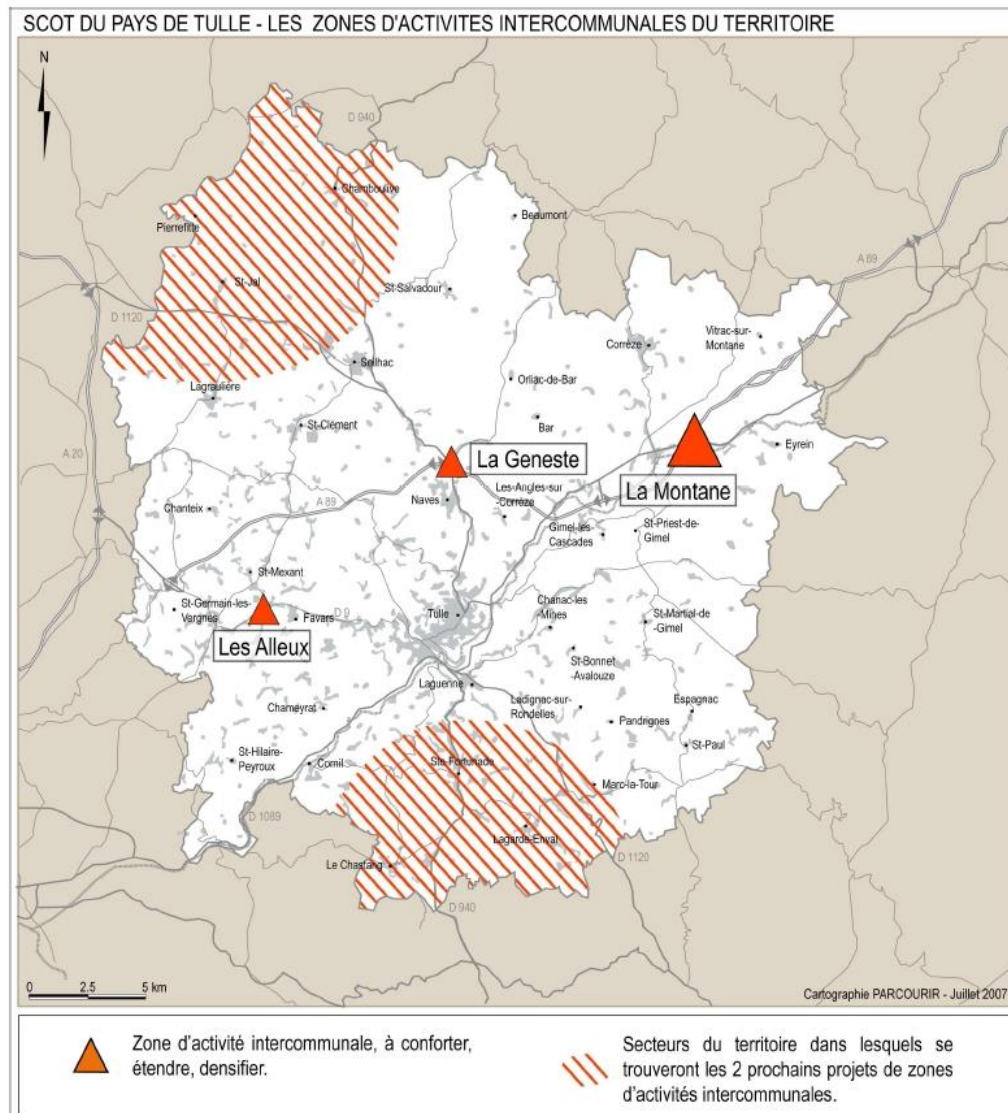 SCOT DU PAYS DE TULLE - LES ZONES D'ACTIVITES INTERCOMMUNALES DU TERRITOIRE
N
D 940
Chamboulive
Beaumont
Pierrefitte
A 89
St-Jal
St-Salvadour
D 1120
Vitrac-sur-
Montane
Corrèze
Seilhac
Orliac-de-Bar
Lagraulière
Bar
St-Clément
Eyrein
A 20
La Geneste
La Montane
Les-Angles-sur
-Corrèze
A 89
Naves
Chanteix
Gimel-les-
Cascades
St-Priest-de-
Gimel
St-Mexant
St-Germain-les-
Vergnes
Favars
D 9
Tulle
Chanac-les
-Mines
St-Martial-de
-Gimel
Les Alleux
St-Bonnet
-Avalouze
Laguenne
Ladignac-sur-
Rondelles
Espagnac
Chameyrat
Pandrignes
St-Paul
St-Hilaire-
Peyroux
Cornil
Ste-Fortunade
Marc-la-Tour
D 1089
Lagarde-Enval
Le Chastang
D 1120
D 940
0 2.5 5 km
Cartographie PARCOURIR - Juillet 2007
Zone d'activité intercommunale, à conforter,
étendre, densifier.
Secteurs du territoire dans lesquels se
trouveront les 2 prochains projets de zones
d'activités intercommunales.